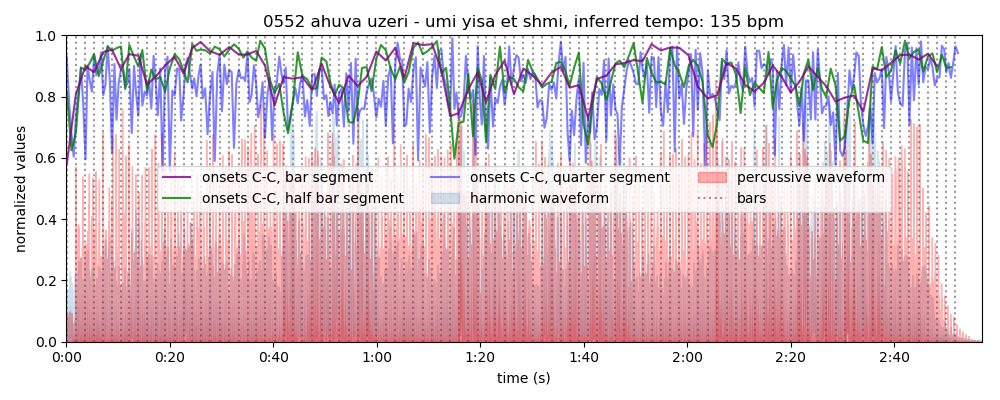 0552 ahuva uzeri - umi yisa et shmi, inferred tempo: 135 bpm
1.0
0.8
0.6
0.4
0.2
0.0
normalized values
onsets C-C, bar segment
onsets C-C, half bar segment
onsets C-C, quarter segment
harmonic waveform
percussive waveform
bars
0:00 0:20 0:40 1:00 1:20 1:40 2:00 2:20 2:40
time (s)